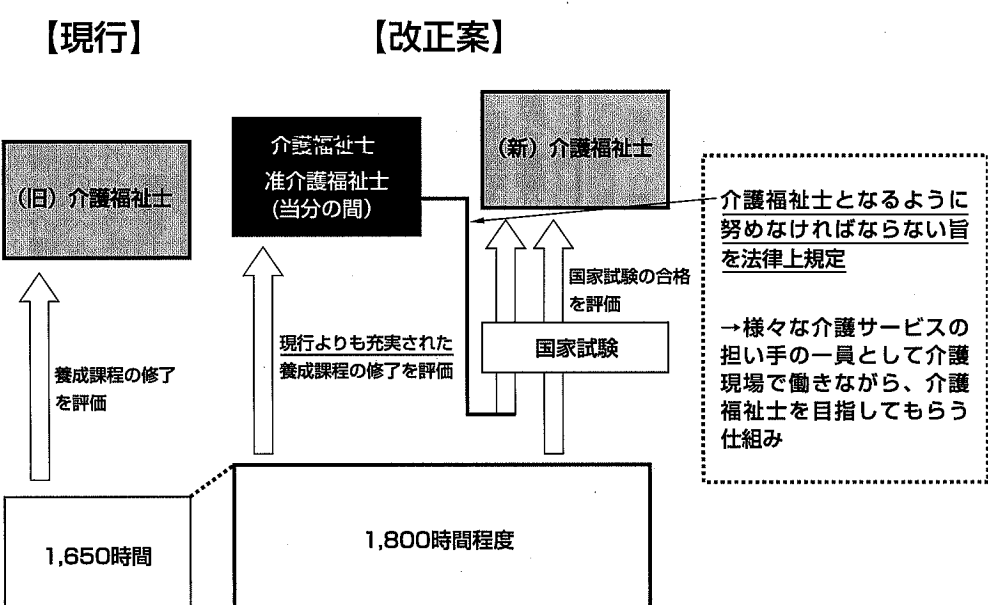 【現行】
【改正案】
(旧)介護福祉士
養成課程の修了
を評価
1,650時間
介護福祉士
准介護福祉士
(当分の間)
現行よりも充実された
養成課程の修了を評価
(新)介護福祉士
国家試験の合格
を評価
国家試験
1,800時間程度
介護福祉士となるように
努めなければならない旨
を法律上規定
→様々な介護サービスの
担い手の一員として介護
現場で働きながら、介護
福祉士を目指してもらう
仕組み